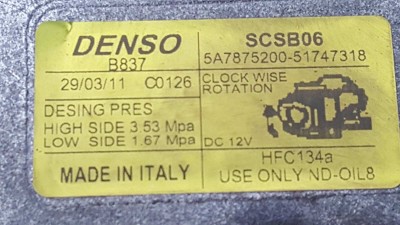 DENSO
B837
29/03/11 C0126
DESING PRES
HIGH SIDE 3.53 Mpa
LOW SIDE 1.67 Mpa
MADE IN ITALY
SCSB06
5A7875200-51747318
CLOCK WISE
ROTATION
DC 12V
HFC134a
USE ONLY ND-OIL8